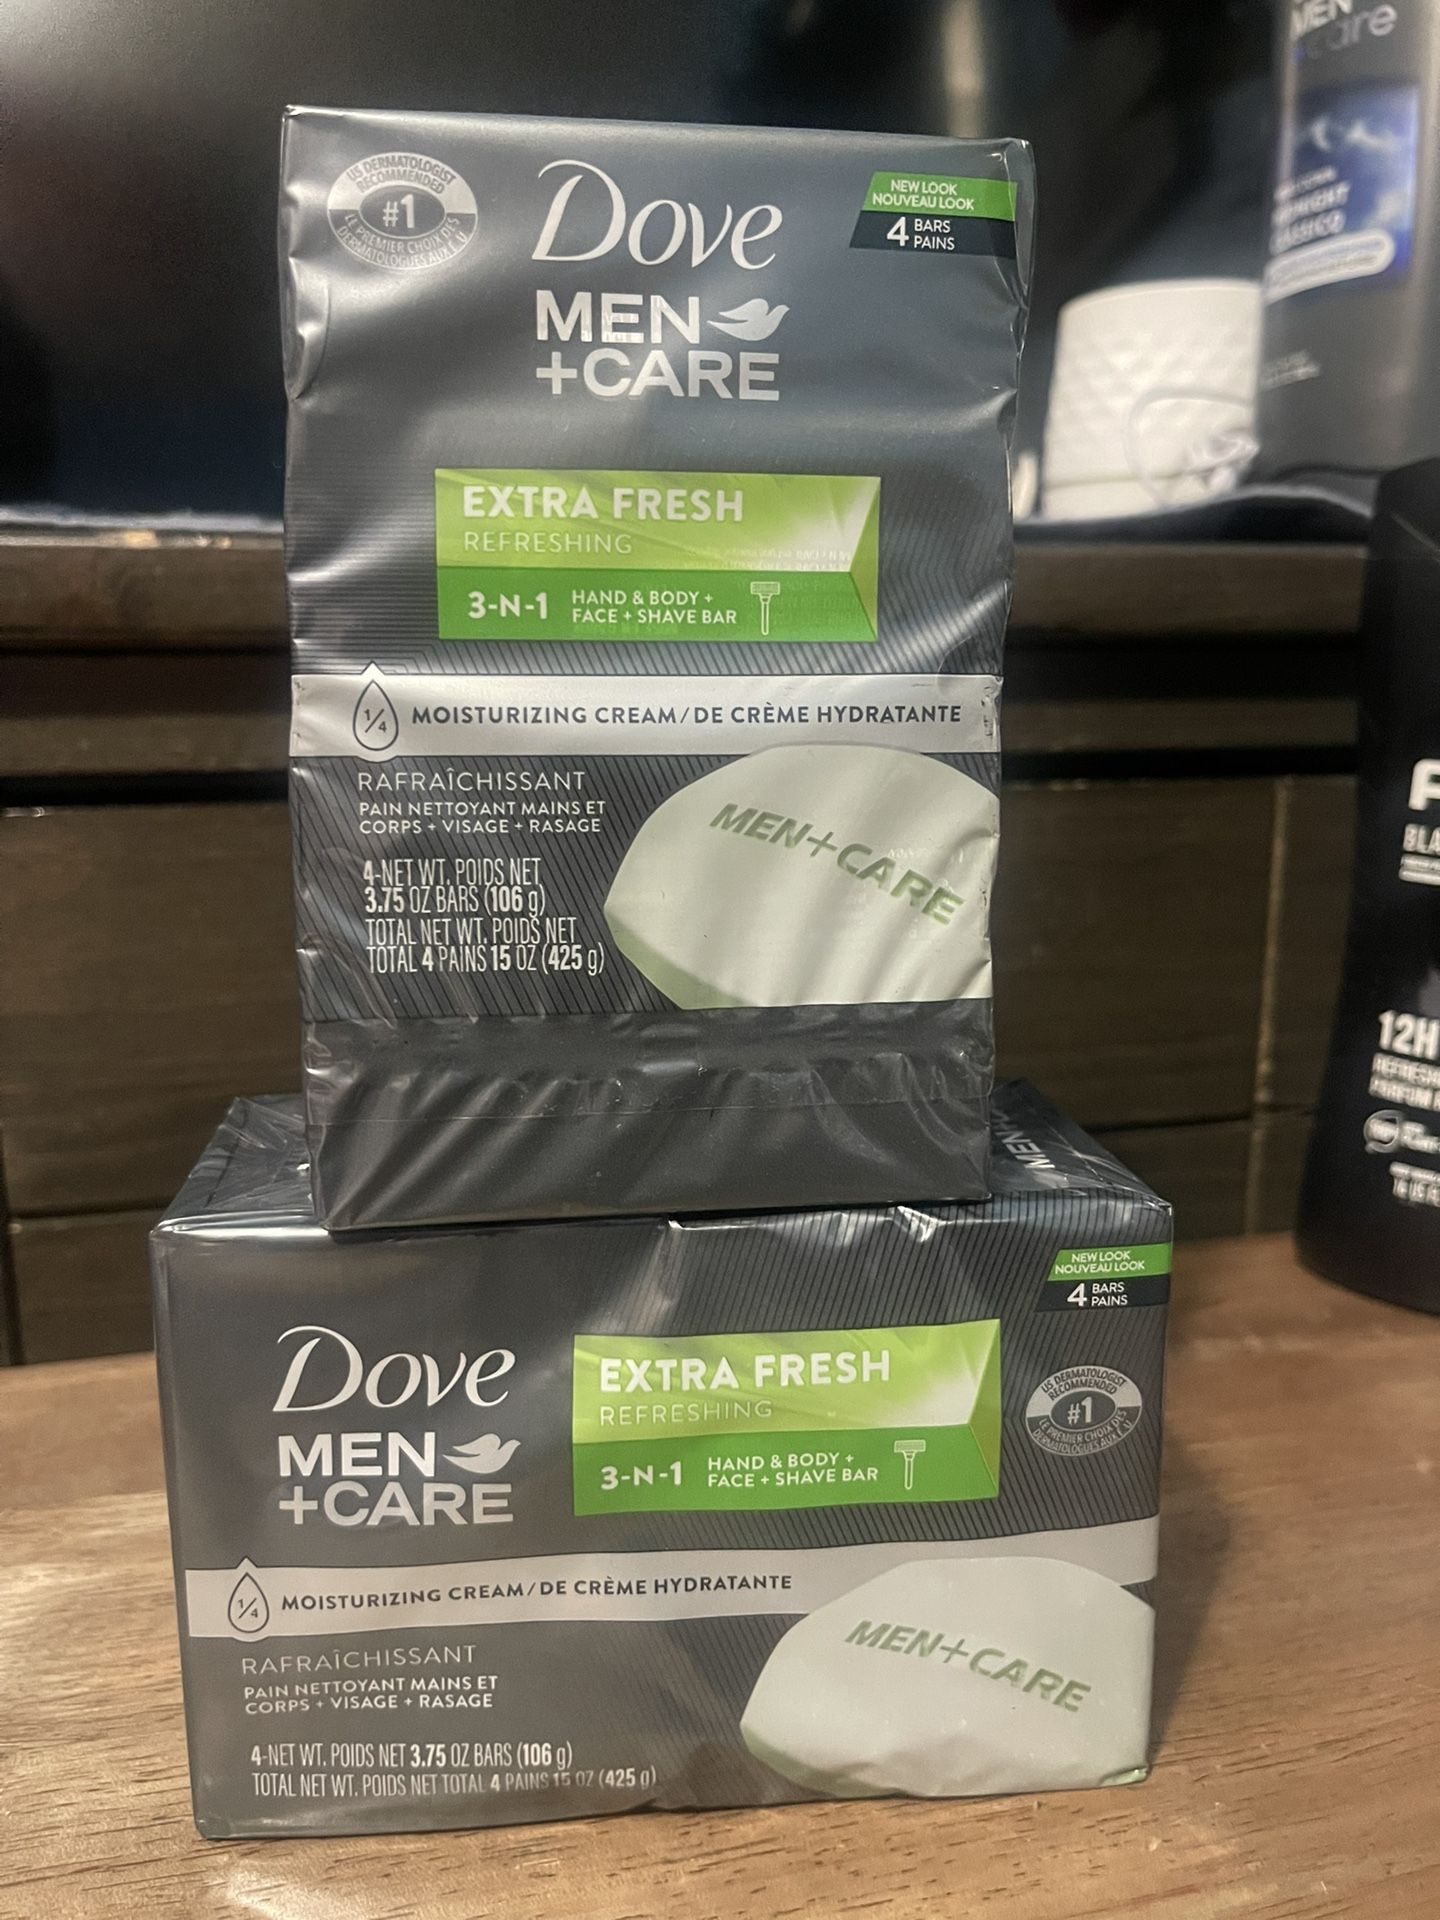 US DERMATOLOGIST
RECOMMENDED
#1
LE PREMIER CHOIX DES
DERMATOLOGUES AUX É.U.
Dove
MEN
+CARE
NEW LOOK
NOUVEAU LOOK
4 BARS
PAINS
EXTRA FRESH
REFRESHING
3-N-1 HAND & BODY +
FACE + SHAVE BAR
1/4 MOISTURIZING CREAM/DE CRÈME HYDRATANTE
RAFRAÎCHISSANT
PAIN NETTOYANT MAINS ET
CORPS + VISAGE + RASAGE
4-NET WT. POIDS NET
3.75 OZ BARS (106 g)
TOTAL NET WT. POIDS NET
TOTAL 4 PAINS 15 OZ (425 g)
MEN+CARE
MEN
care
12H
Dove
MEN
+CARE
EXTRA FRESH
REFRESHING
3-N-1 HAND & BODY +
FACE + SHAVE BAR
NEW LOOK
NOUVEAU LOOK
4 BARS
PAINS
US DERMATOLOGIST
RECOMMENDED
#1
LE PREMIER CHOIX DES
DERMATOLOGUES AUX É.U.
1/4 MOISTURIZING CREAM/DE CRÈME HYDRATANTE
RAFRAÎCHISSANT
PAIN NETTOYANT MAINS ET
CORPS + VISAGE + RASAGE
4-NET WT. POIDS NET 3.75 OZ BARS (106 g)
TOTAL NET WT. POIDS NET TOTAL 4 PAINS 15 OZ (425 g)
MEN+CARE